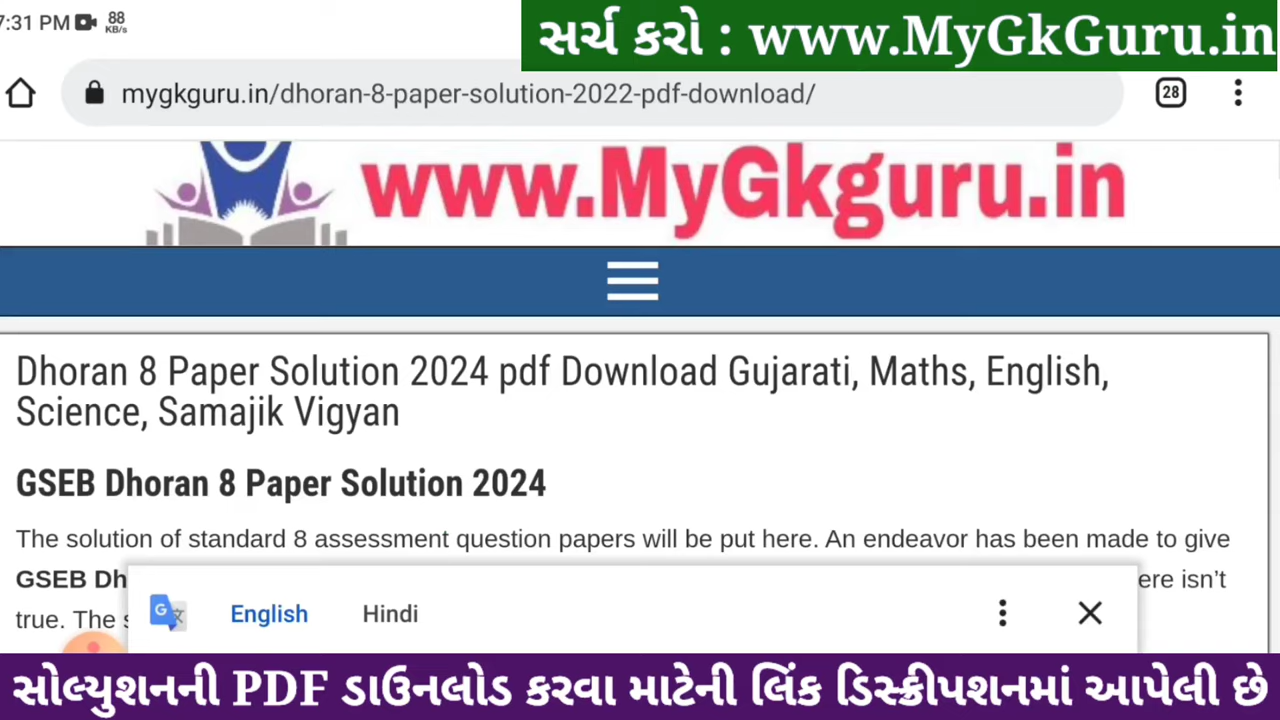 7:31 PM 88 KB/s
સર્ચ કરો : www.MyGkGuru.in
mygkguru.in/dhoran-8-paper-solution-2022-pdf-download/
28
www.MyGkguru.in
Dhoran 8 Paper Solution 2024 pdf Download Gujarati, Maths, English,
Science, Samajik Vigyan
GSEB Dhoran 8 Paper Solution 2024
The solution of standard 8 assessment question papers will be put here. An endeavor has been made to give
GSEB Dh ere isn't
true. The s
English Hindi
સોલ્યુશનની PDF ડાઉનલોડ કરવા માટેની લિંક ડિસ્ક્રીપશનમાં આપેલી છે